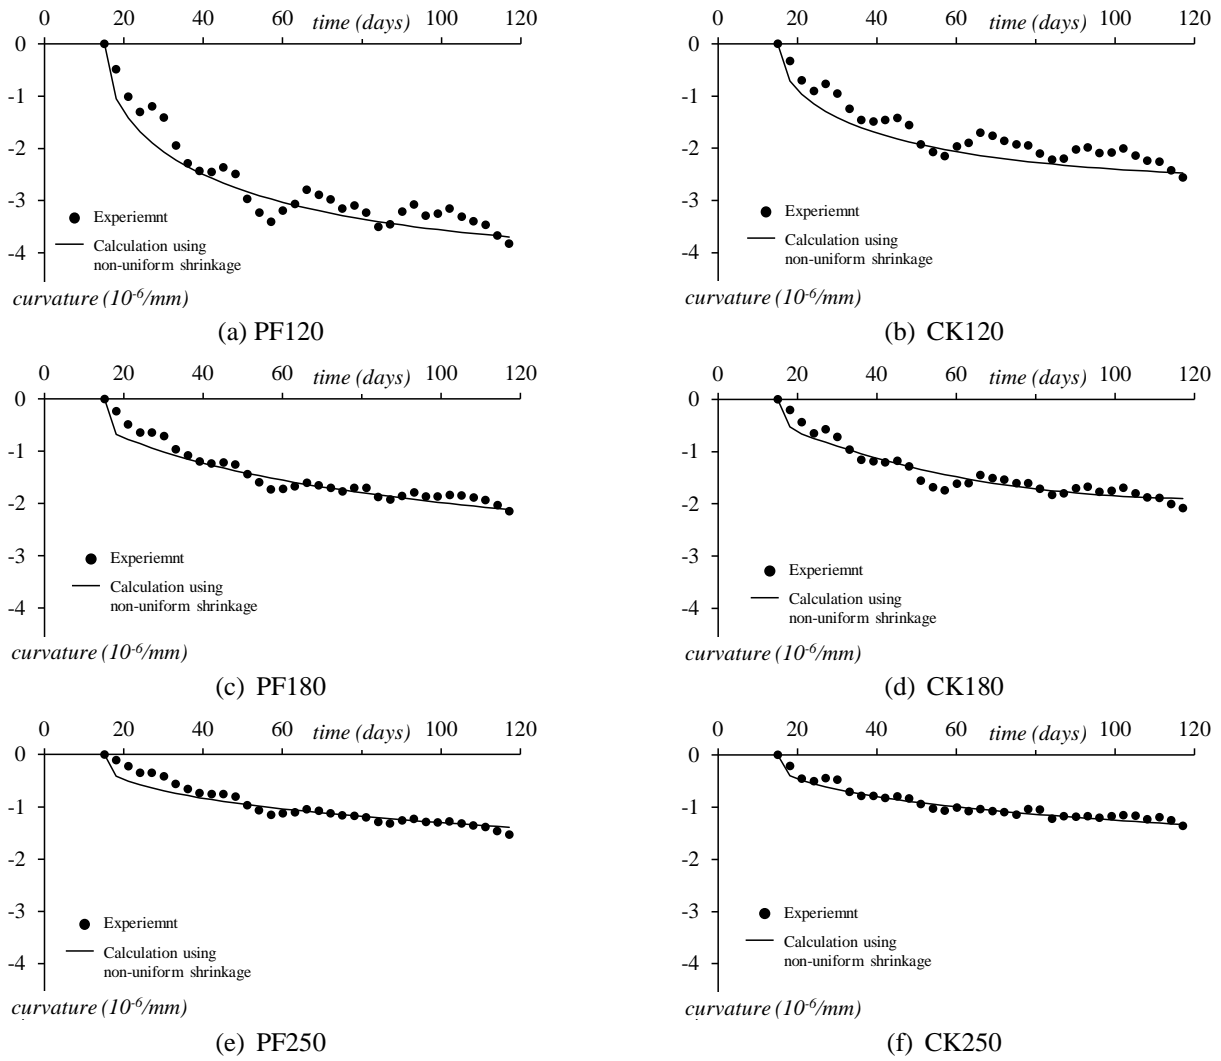 0 20 40 60 time (days) 100 120
0
-1
-2
-3
-4
Experiemnt
Calculation using
non-uniform shrinkage
curvature (10-6/mm)
(a) PF120
0 20 40 60 time (days) 100 120
0
-1
-2
-3
-4
Experiemnt
Calculation using
non-uniform shrinkage
curvature (10-6/mm)
(b) CK120
0 20 40 60 time (days) 100 120
0
-1
-2
-3
-4
Experiemnt
Calculation using
non-uniform shrinkage
curvature (10-6/mm)
(c) PF180
0 20 40 60 time (days) 100 120
0
-1
-2
-3
-4
Experiemnt
Calculation using
non-uniform shrinkage
curvature (10-6/mm)
(d) CK180
0 20 40 60 time (days) 100 120
0
-1
-2
-3
-4
Experiemnt
Calculation using
non-uniform shrinkage
curvature (10-6/mm)
(e) PF250
0 20 40 60 time (days) 100 120
0
-1
-2
-3
-4
Experiemnt
Calculation using
non-uniform shrinkage
curvature (10-6/mm)
(f) CK250